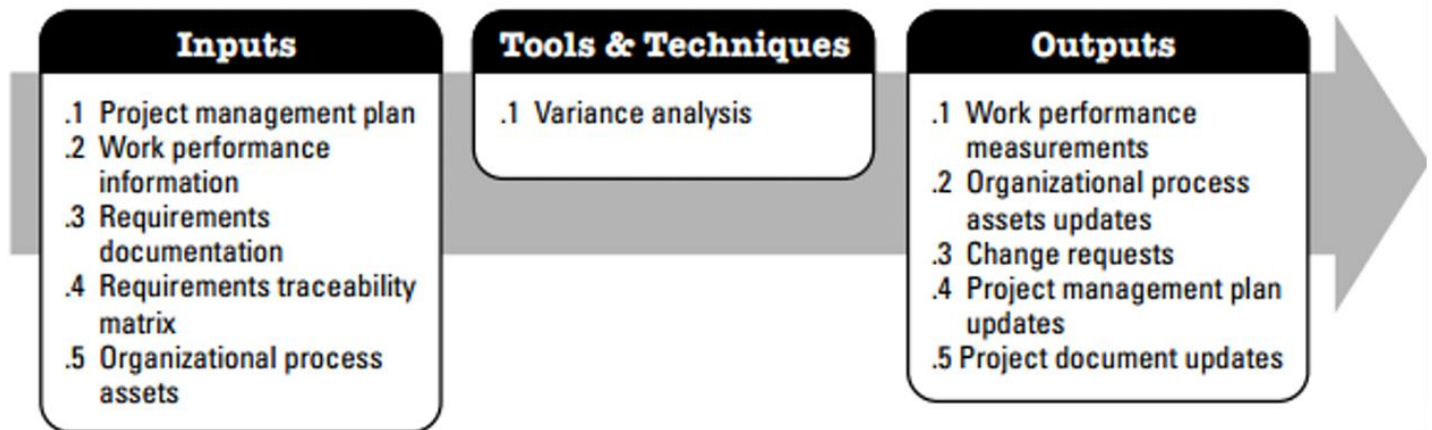 Inputs
.1 Project management plan
.2 Work performance
information
.3 Requirements
documentation
.4 Requirements traceability
matrix
.5 Organizational process
assets
Tools & Techniques
.1 Variance analysis
Outputs
.1 Work performance
measurements
.2 Organizational process
assets updates
.3 Change requests
.4 Project management plan
updates
.5 Project document updates